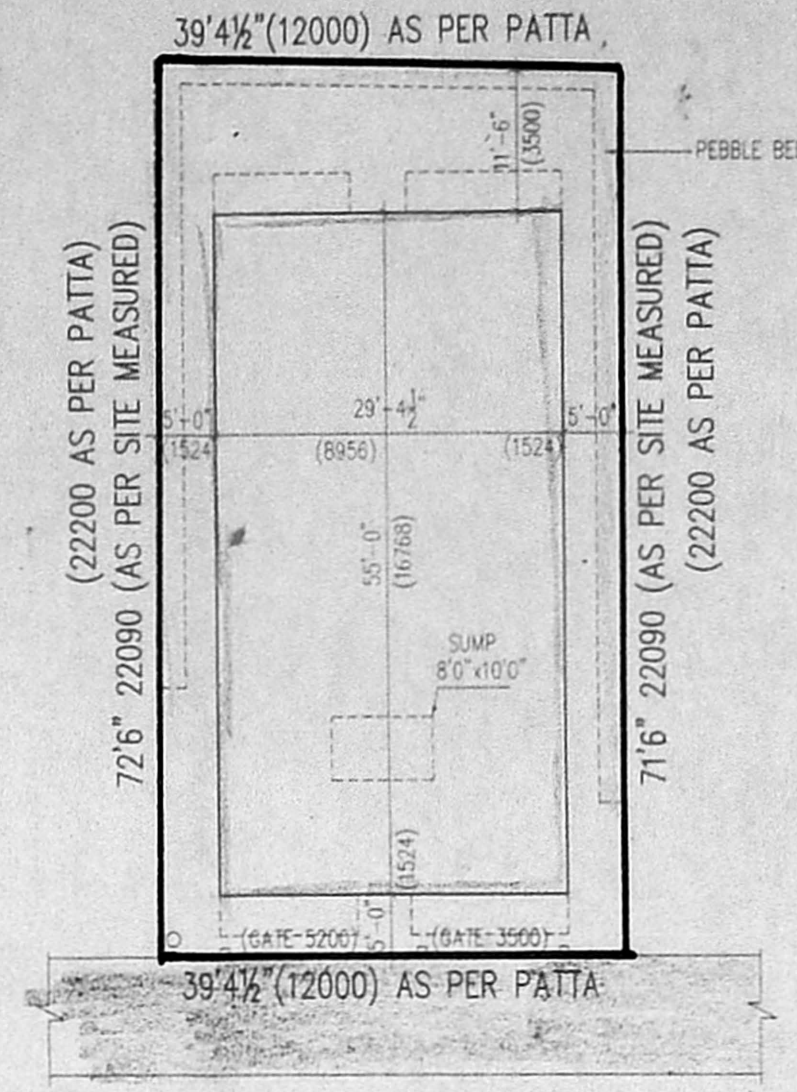 39'4½"(12000) AS PER PATTA
11'-6"
(3500)
(22200 AS PER PATTA)
72'6" 22090 (AS PER SITE MEASURED)
71'6" 22090 (AS PER SITE MEASURED)
(22200 AS PER PATTA)
5'-0"
(1524
29'-4½"
(8956)
5'-0"
(1524)
55'-0"
(16768)
SUMP
8'0"x10'0"
(1524)
5'-0"
(GATE-5200)
(GATE-3500)
39'4½"(12000) AS PER PATTA